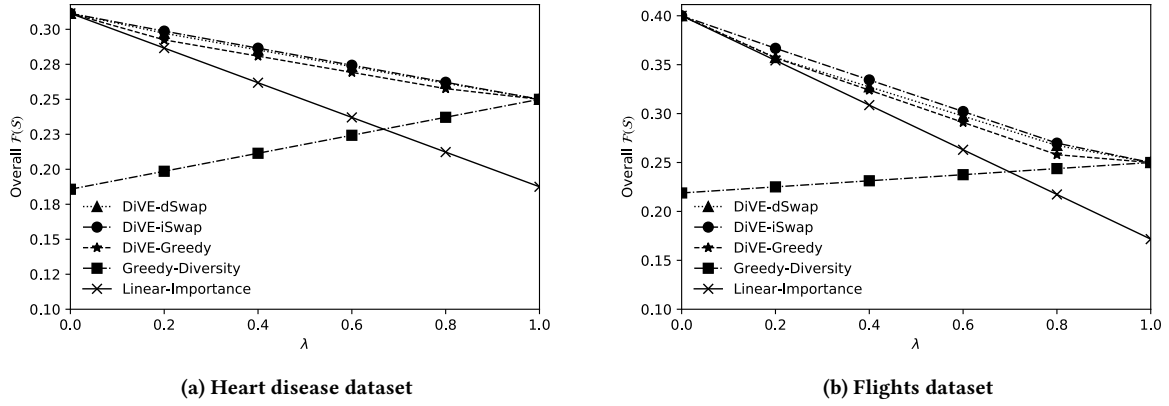 0.30
0.28
0.25
0.23
0.20
0.18
0.15
0.12
0.10
Overall F(S)
DiVE-dSwap
DiVE-iSwap
DiVE-Greedy
Greedy-Diversity
Linear-Importance
0.0 0.2 0.4 0.6 0.8 1.0
λ
(a) Heart disease dataset
0.40
0.35
0.30
0.25
0.20
0.15
0.10
Overall F(S)
DiVE-dSwap
DiVE-iSwap
DiVE-Greedy
Greedy-Diversity
Linear-Importance
0.0 0.2 0.4 0.6 0.8 1.0
λ
(b) Flights dataset